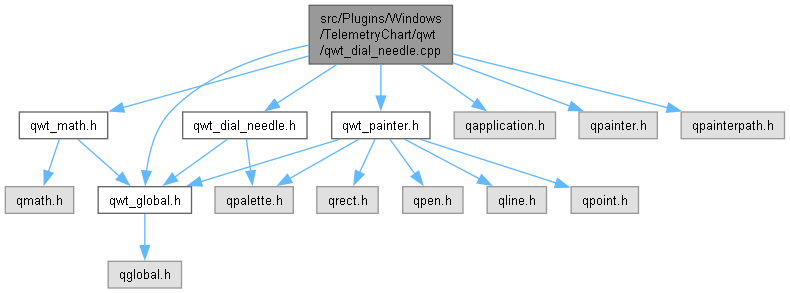 src/Plugins/Windows
/TelemetryChart/qwt
/qwt_dial_needle.cpp
qwt_math.h
qwt_dial_needle.h
qwt_painter.h
qapplication.h
qpainter.h
qpainterpath.h
qmath.h
qwt_global.h
qpalette.h
qrect.h
qpen.h
qline.h
qpoint.h
qglobal.h